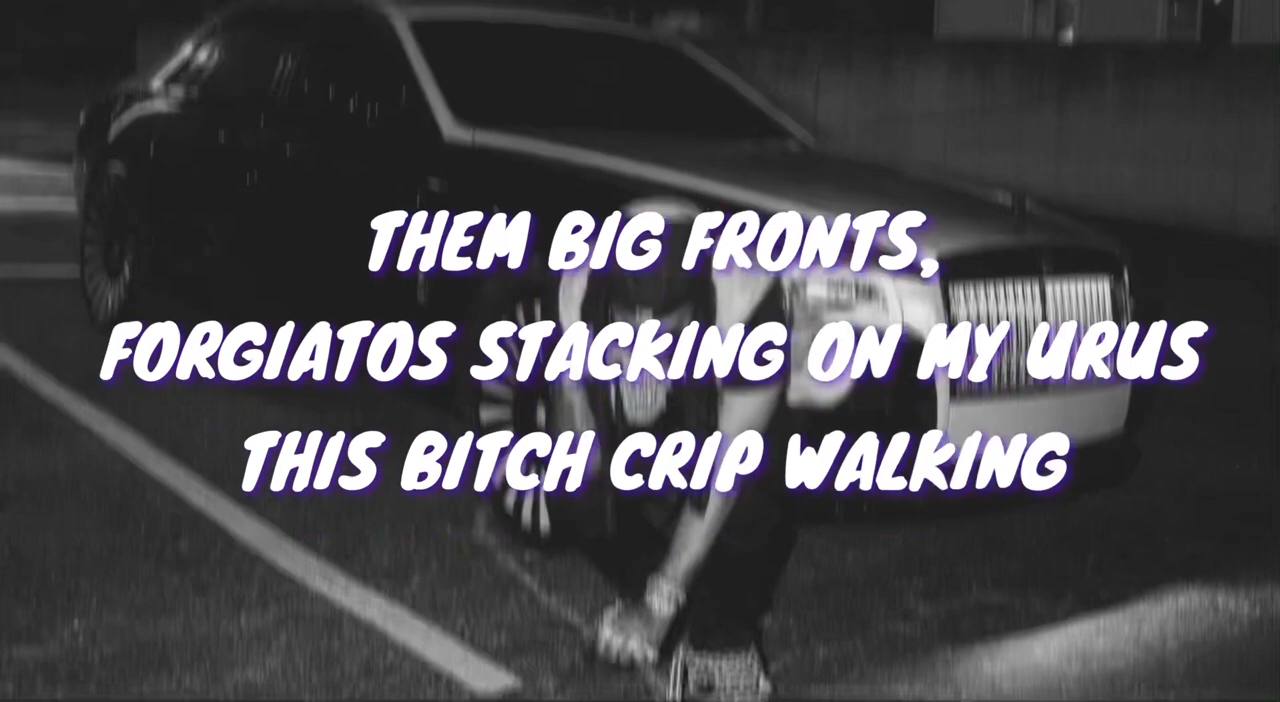 THEM BIG FRONTS,
FORGIATOS STACKING ON MY URUS
THIS BITCH CRIP WALKING